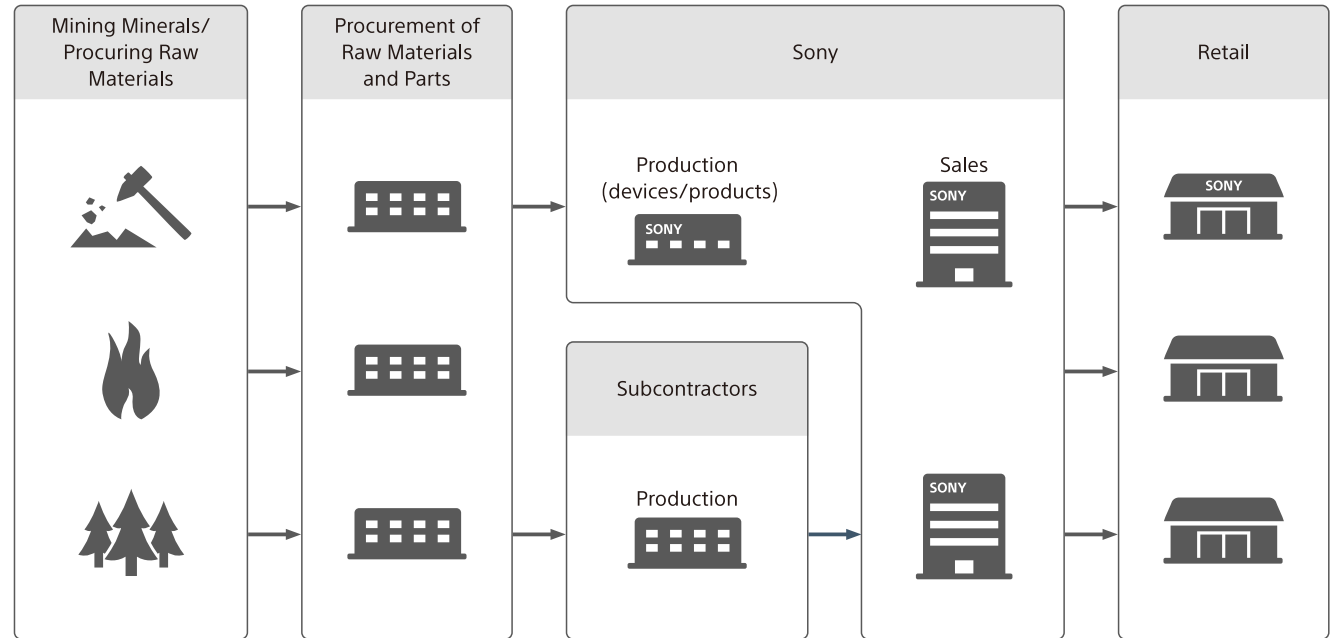 Mining Minerals/
Procuring Raw
Materials
Procurement of
Raw Materials
and Parts
Sony
Retail
Production
(devices/products)
SONY
Sales
SONY
SONY
Subcontractors
Production
SONY